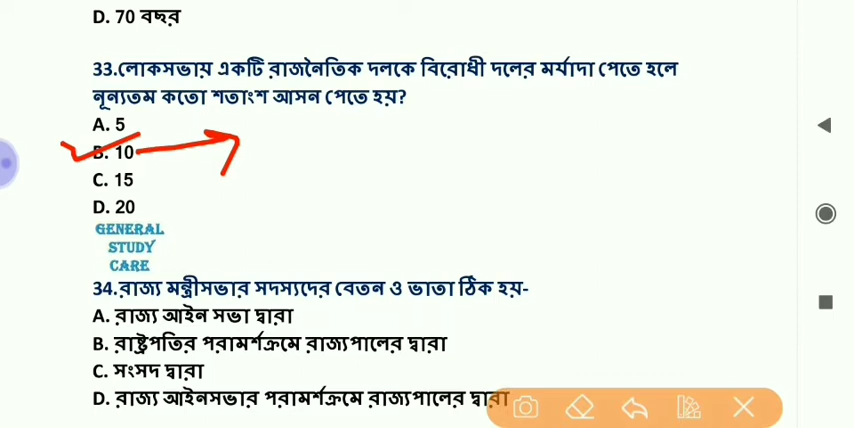 D. 70 বছর
33.লোকসভায় একটি রাজনৈতিক দলকে বিরোধী দলের মর্যাদা পেতে হলে
নূন্যতম কতো শতাংশ আসন পেতে হয়?
A. 5
B. 10
C. 15
D. 20
GENERAL
STUDY
CARE
34.রাজ্য মন্ত্রীসভার সদস্যদের বেতন ও ভাতা ঠিক হয়-
A. রাজ্য আইন সভা দ্বারা
B. রাষ্ট্রপতির পরামর্শক্রমে রাজ্যপালের দ্বারা
C. সংসদ দ্বারা
D. রাজ্য আইনসভার পরামর্শক্রমে রাজ্যপালের দ্বারা